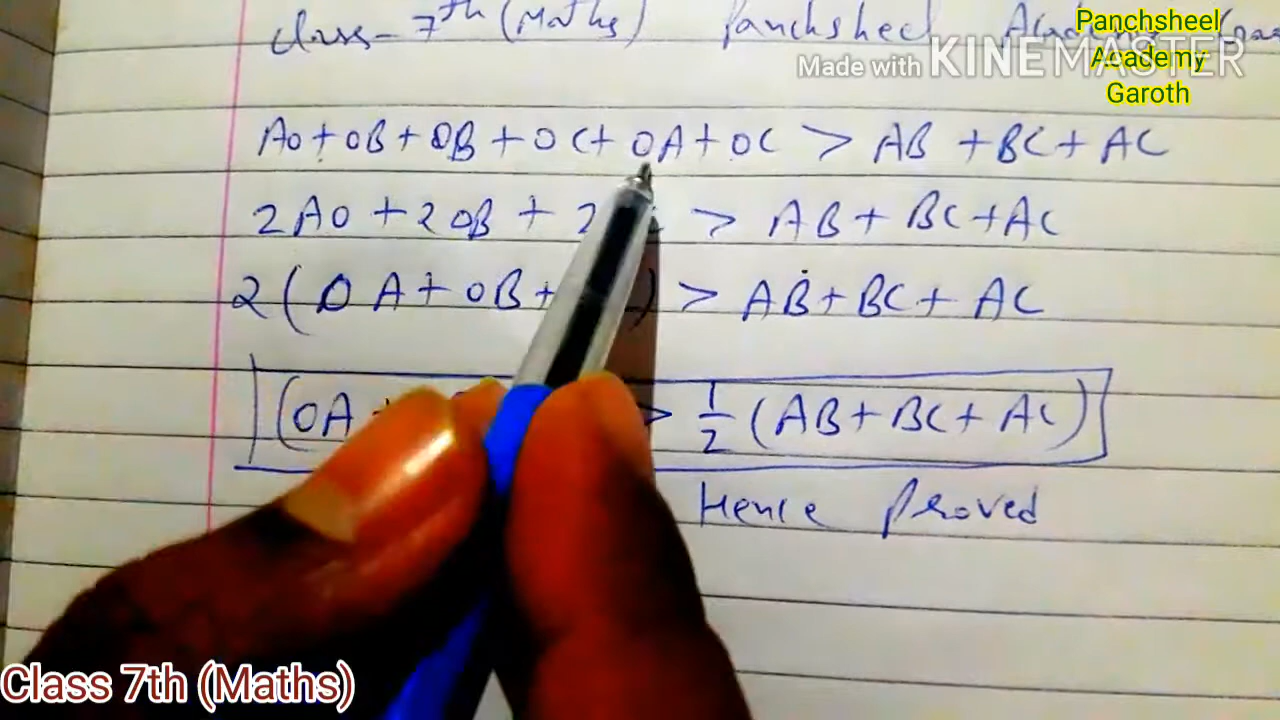 class - 7th (Maths) Panchsheel
Panchsheel
Academy
Garoth
Made with KINEMASTER
AO + OB + OB + OC + OA + OC > AB + BC + AC
2AO + 2OB + 2 > AB + BC + AC
2 ( OA + OB + ) > AB + BC + AC
(OA + > 1/2 (AB + BC + AC)
Hence Proved
Class 7th (Maths)